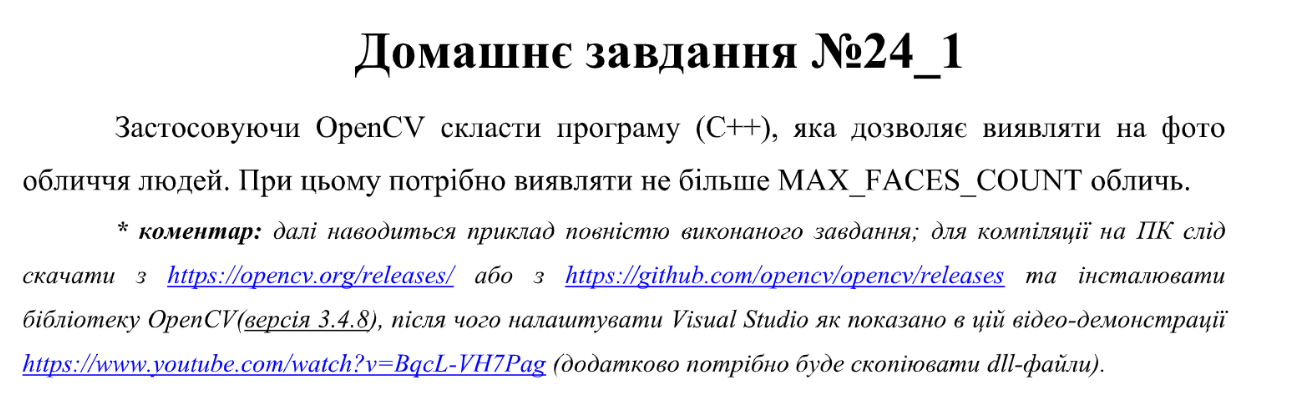 Домашнє завдання №24_1
Застосовуючи OpenCV скласти програму (C++), яка дозволяє виявляти на фото
обличчя людей. При цьому потрібно виявляти не більше MAX_FACES_COUNT обличь.
* коментар: далі наводиться приклад повністю виконаного завдання; для компіляції на ПК слід
скачати з https://opencv.org/releases/ або з https://github.com/opencv/opencv/releases та інсталювати
бібліотеку OpenCV(версія 3.4.8), після чого налаштувати Visual Studio як показано в цій відео-демонстрації
https://www.youtube.com/watch?v=BqcL-VH7Pag (додатково потрібно буде скопіювати dll-файли).